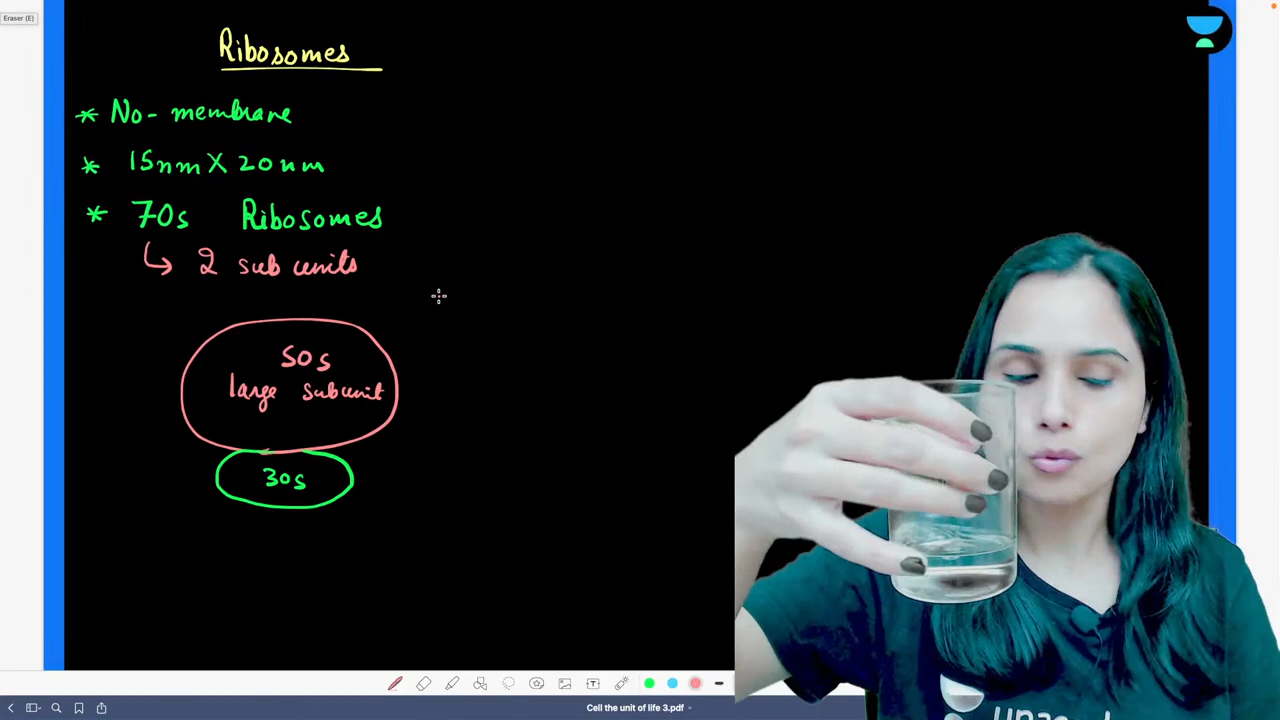 Eraser (E)
Ribosomes
* No-membrane
* 15nm X 20nm
* 70s Ribosomes
↳ 2 sub units
50s
large subunit
30s
Cell the unit of life 3.pdf